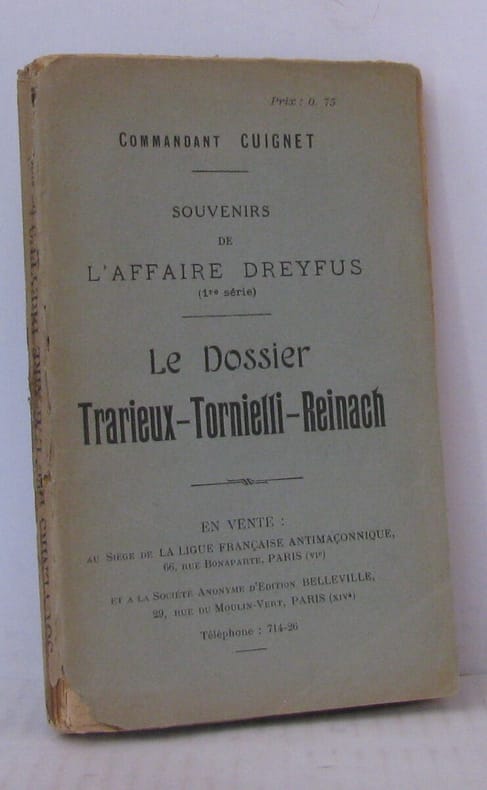 Prix : 0. 75
COMMANDANT CUIGNET
SOUVENIRS
DE
L'AFFAIRE DREYFUS
(1re série)
Le Dossier
Trarieux-Tornielli-Reinach
EN VENTE :
AU SIÈGE DE LA LIGUE FRANÇAISE ANTIMAÇONNIQUE,
66, RUE BONAPARTE, PARIS (VIe)
ET A LA SOCIÉTÉ ANONYME D'EDITION BELLEVILLE,
29, RUE DU MOULIN-VERT, PARIS (XIVe)
Téléphone : 714-26